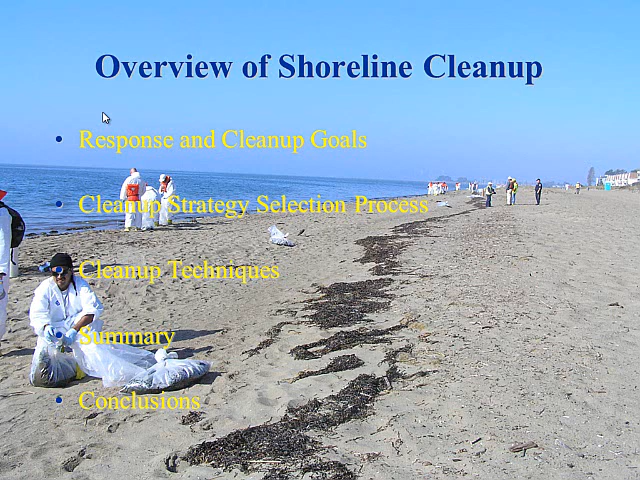 Overview of Shoreline Cleanup
• Response and Cleanup Goals
• Cleanup Strategy Selection Process
• Cleanup Techniques
• Summary
• Conclusions